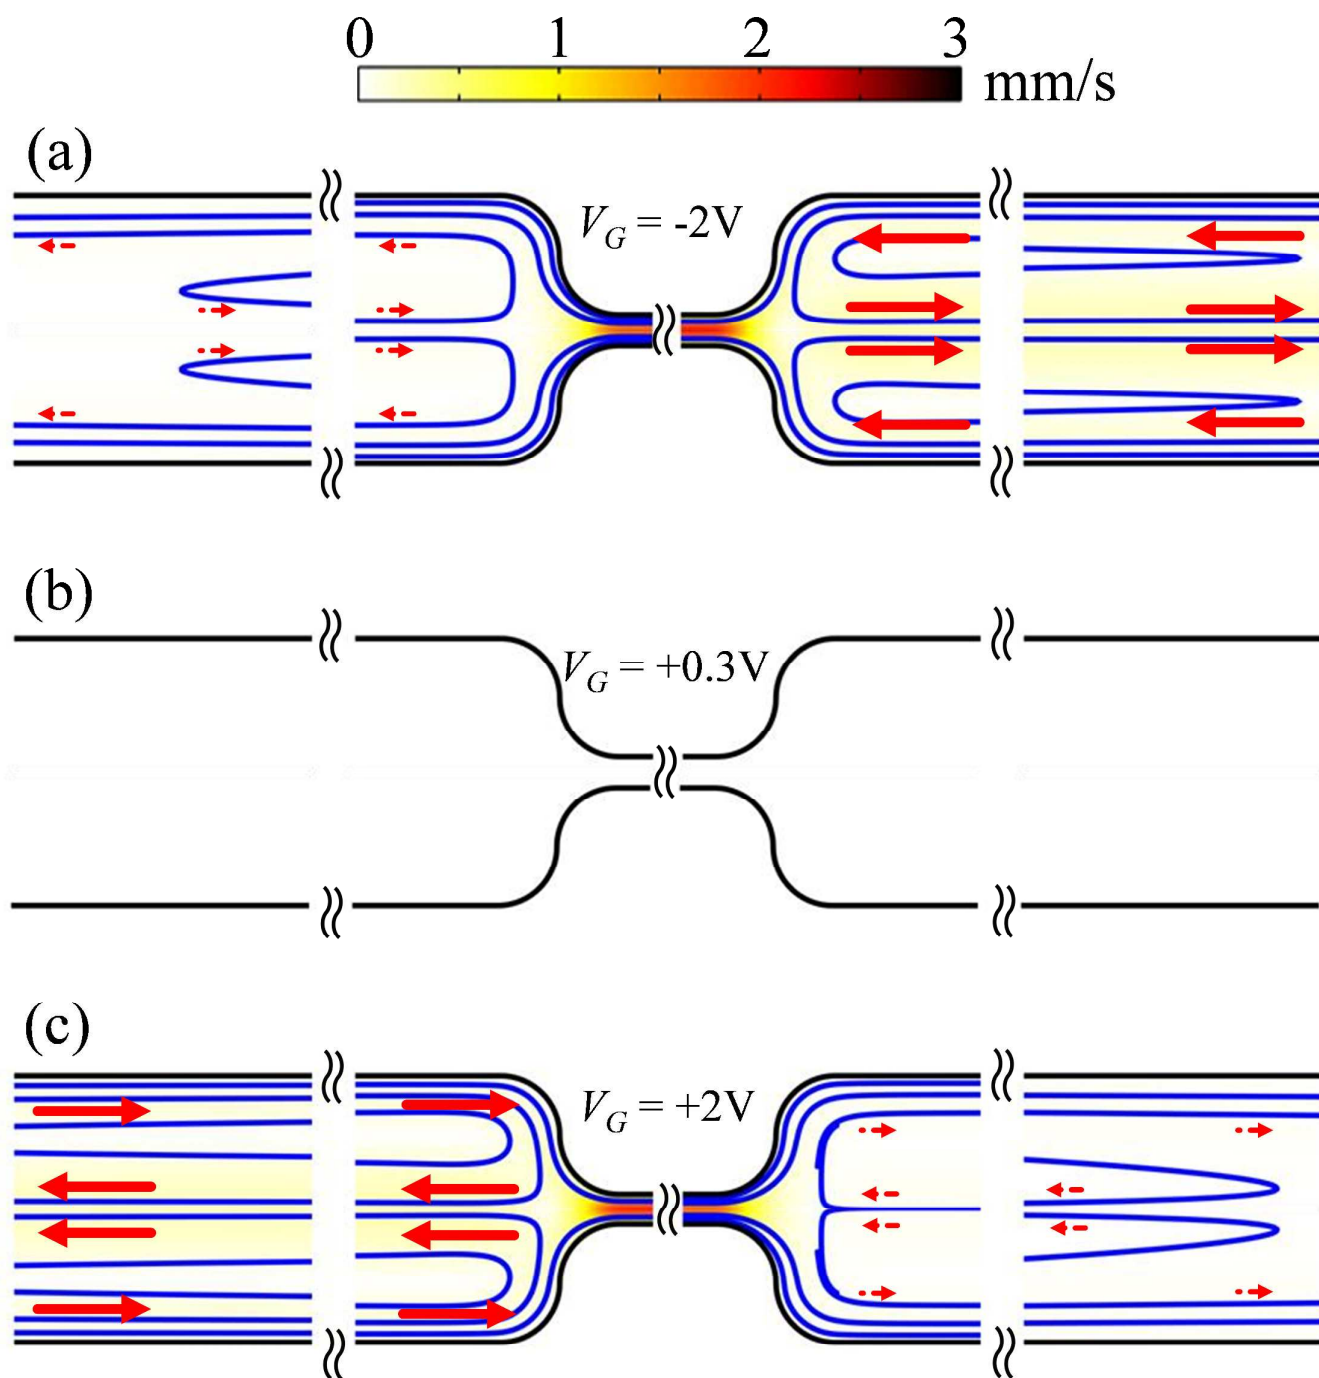 0 1 2 3
mm/s
(a)
V_G = -2V
(b)
V_G = +0.3V
(c)
V_G = +2V